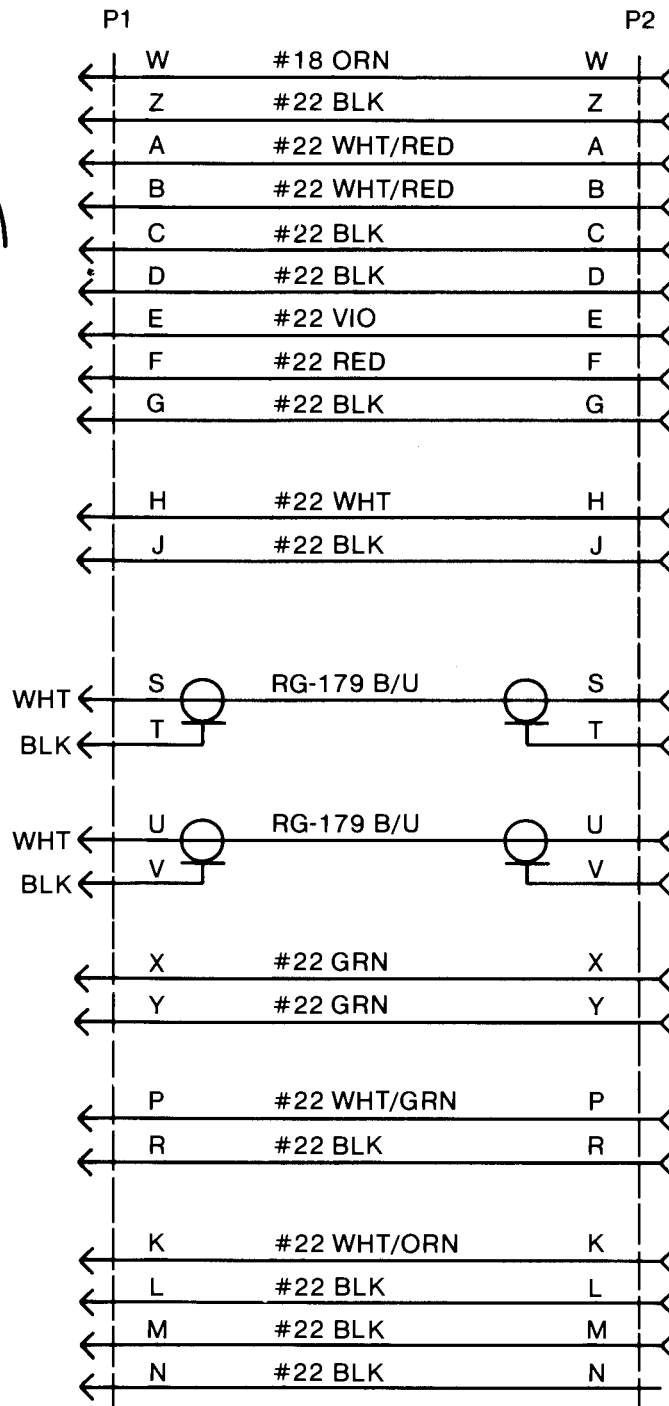 P1 P2
W #18 ORN W
Z #22 BLK Z
A #22 WHT/RED A
B #22 WHT/RED B
C #22 BLK C
D #22 BLK D
E #22 VIO E
F #22 RED F
G #22 BLK G
H #22 WHT H
J #22 BLK J
WHT S RG-179 B/U S
BLK T T
WHT U RG-179 B/U U
BLK V V
X #22 GRN X
Y #22 GRN Y
P #22 WHT/GRN P
R #22 BLK R
K #22 WHT/ORN K
L #22 BLK L
M #22 BLK M
N #22 BLK N